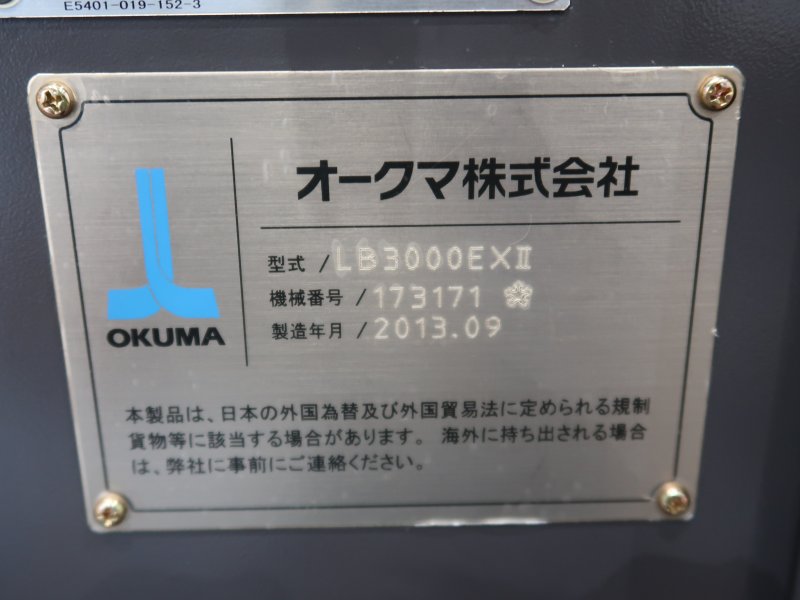 E5401-019-152-3
オークマ株式会社
型式 / LB3000EXⅡ
機械番号 / 173171
製造年月 / 2013.09
OKUMA
本製品は、日本の外国為替及び外国貿易法に定められる規制
貨物等に該当する場合があります。 海外に持ち出される場合
は、弊社に事前にご連絡ください。